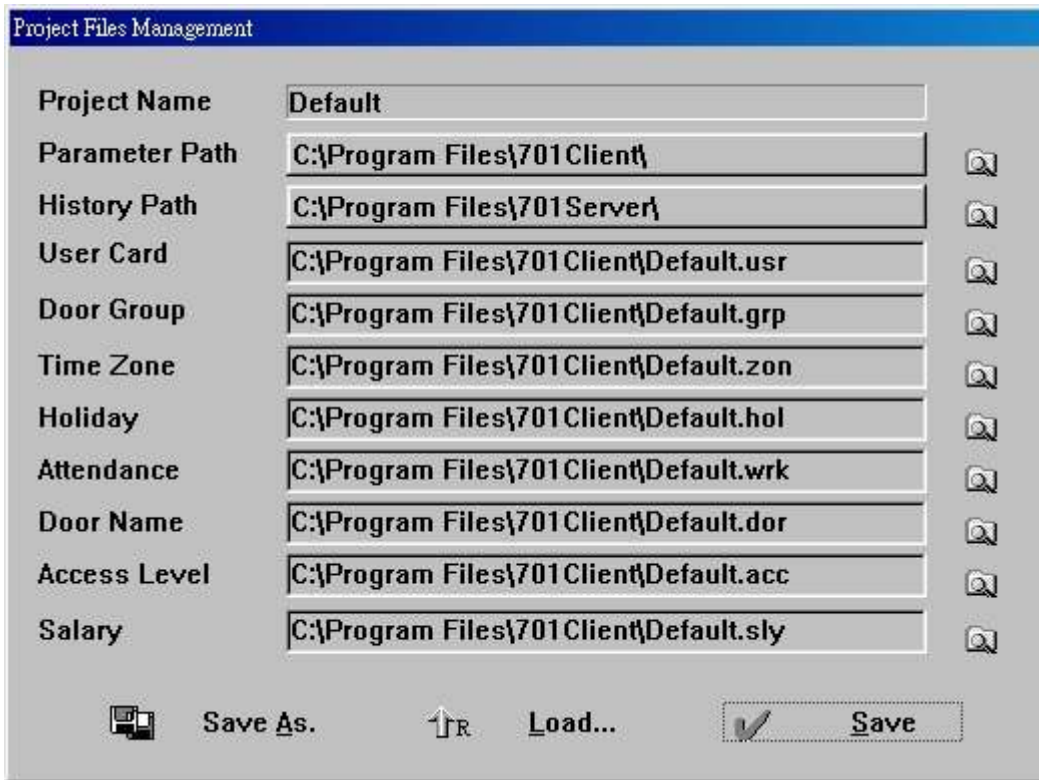 Project Files Management
Project Name Default
Parameter Path C:\Program Files\701Client\
History Path C:\Program Files\701Server\
User Card C:\Program Files\701Client\Default.usr
Door Group C:\Program Files\701Client\Default.grp
Time Zone C:\Program Files\701Client\Default.zon
Holiday C:\Program Files\701Client\Default.hol
Attendance C:\Program Files\701Client\Default.wrk
Door Name C:\Program Files\701Client\Default.dor
Access Level C:\Program Files\701Client\Default.acc
Salary C:\Program Files\701Client\Default.sly
Save As. R Load... Save